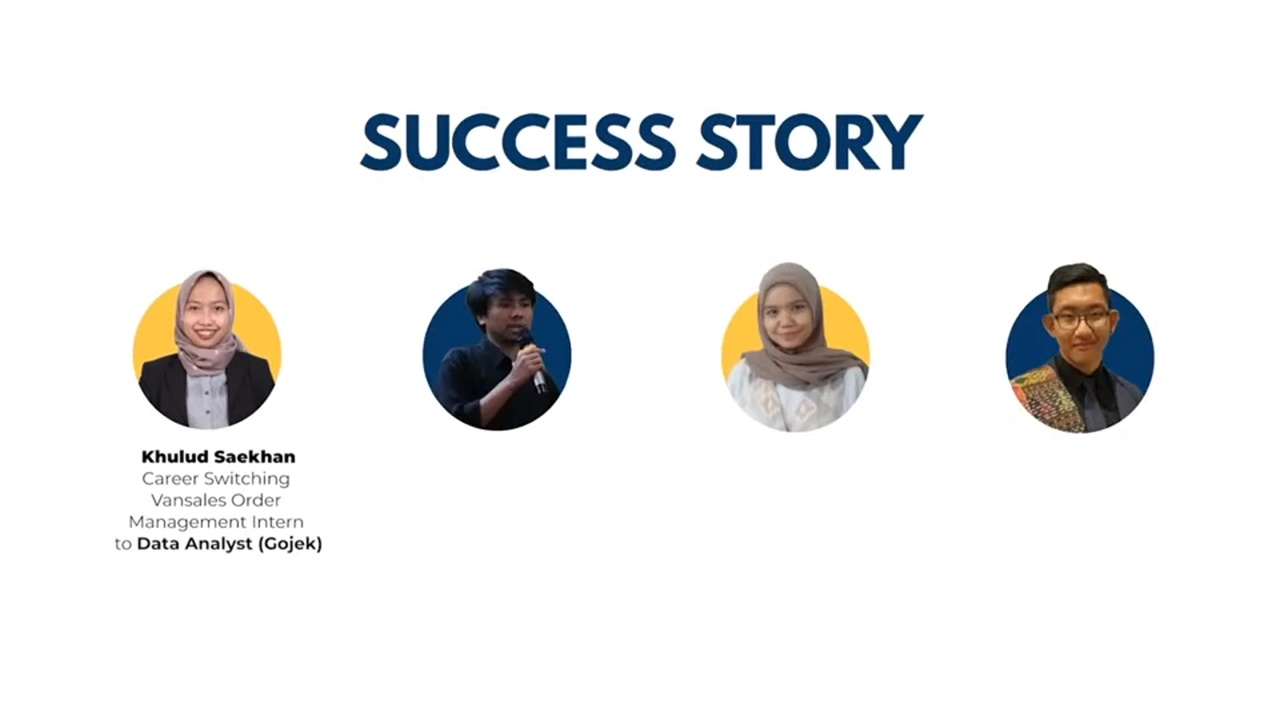 SUCCESS STORY
Khulud Saekhan
Career Switching
Vansales Order
Management Intern
to Data Analyst (Gojek)